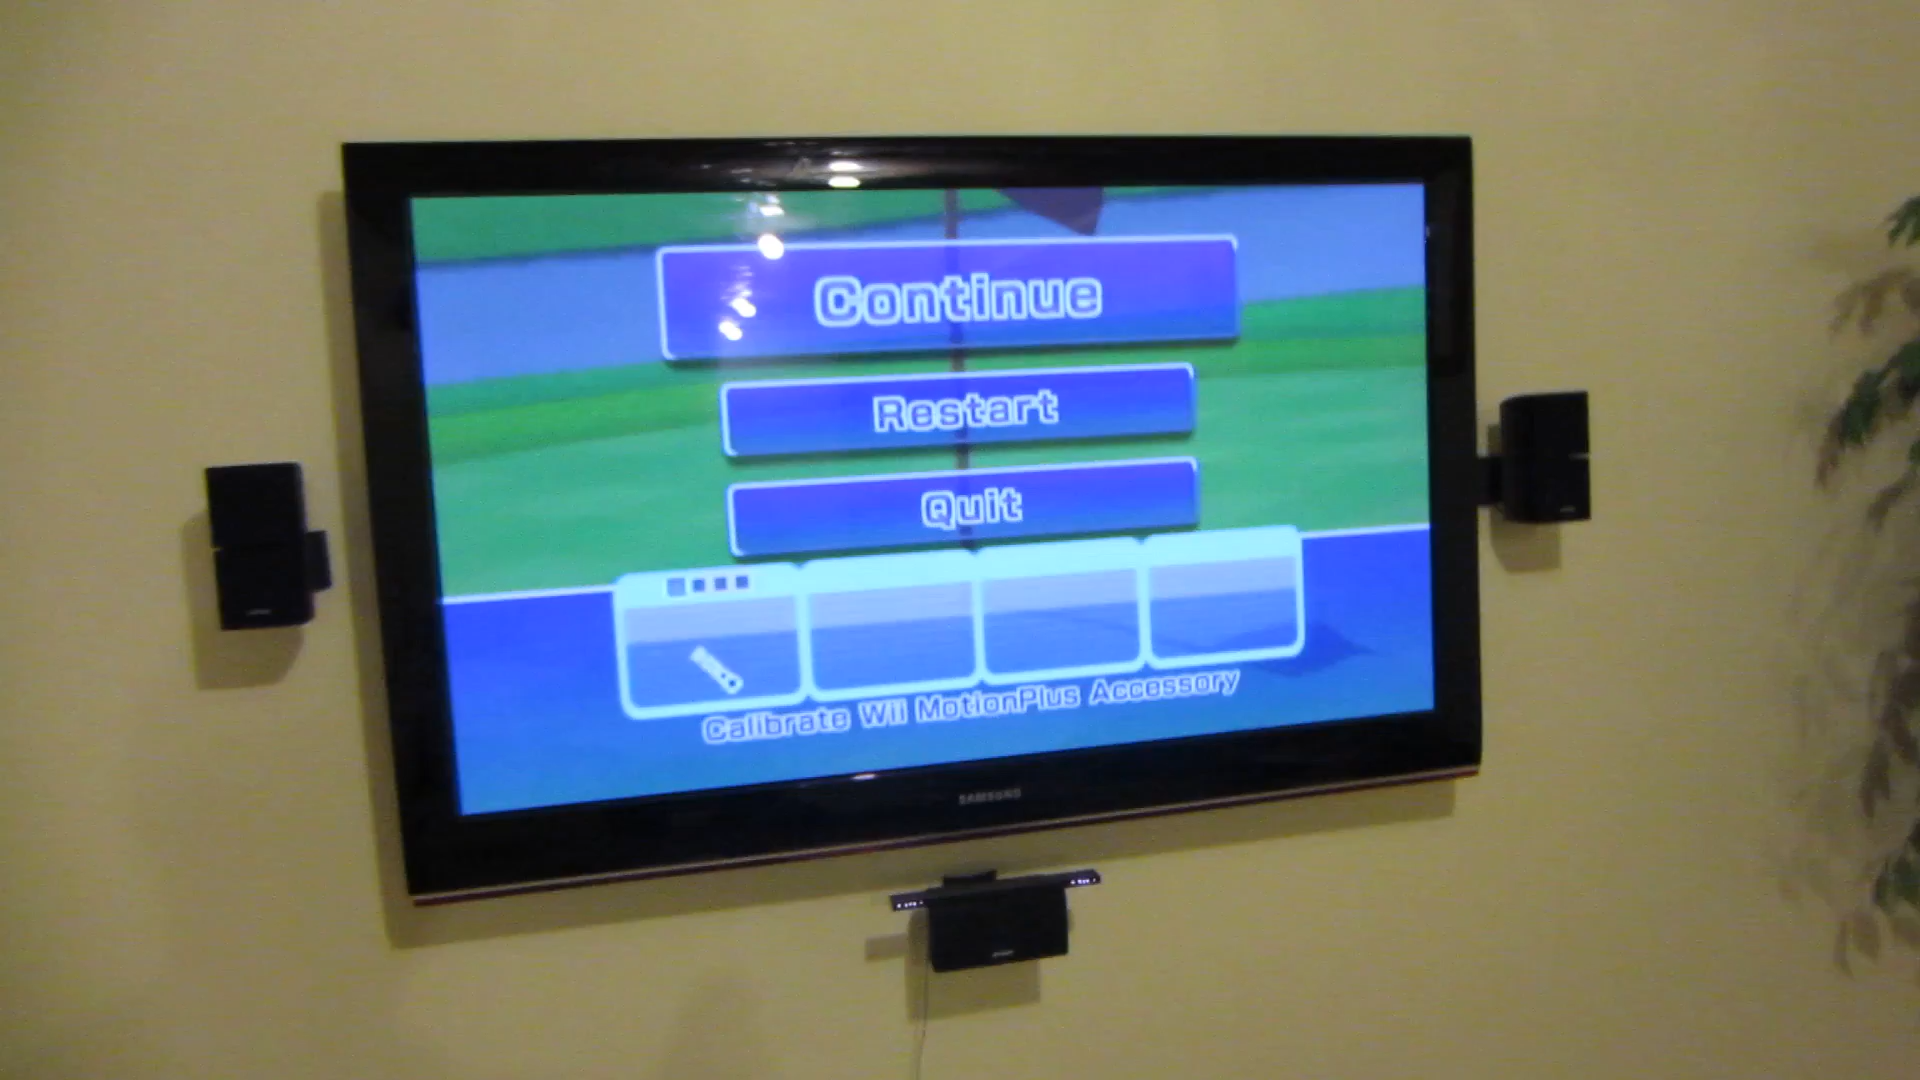 Continue
Restart
Quit
Calibrate Wii MotionPlus Accessory
SAMSUNG